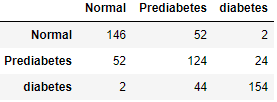 Normal Prediabetes diabetes
Normal 146 52 2
Prediabetes 52 124 24
diabetes 2 44 154